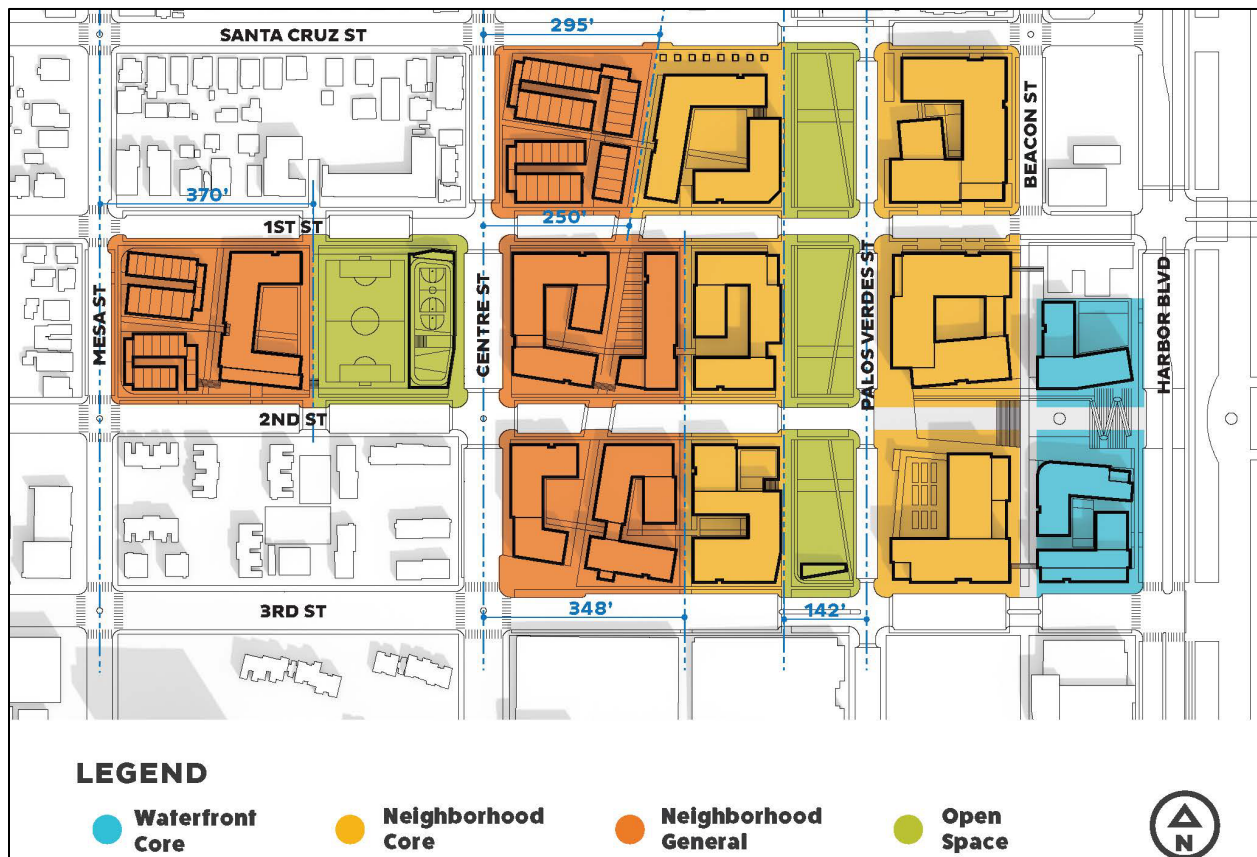 295'
SANTA CRUZ ST
BEACON ST
370'
1ST ST
250'
MESA ST
CENTRE ST
PALOS VERDES ST
HARBOR BLVD
2ND ST
3RD ST
348'
142'
LEGEND
Waterfront
Core
Neighborhood
Core
Neighborhood
General
Open
Space
N